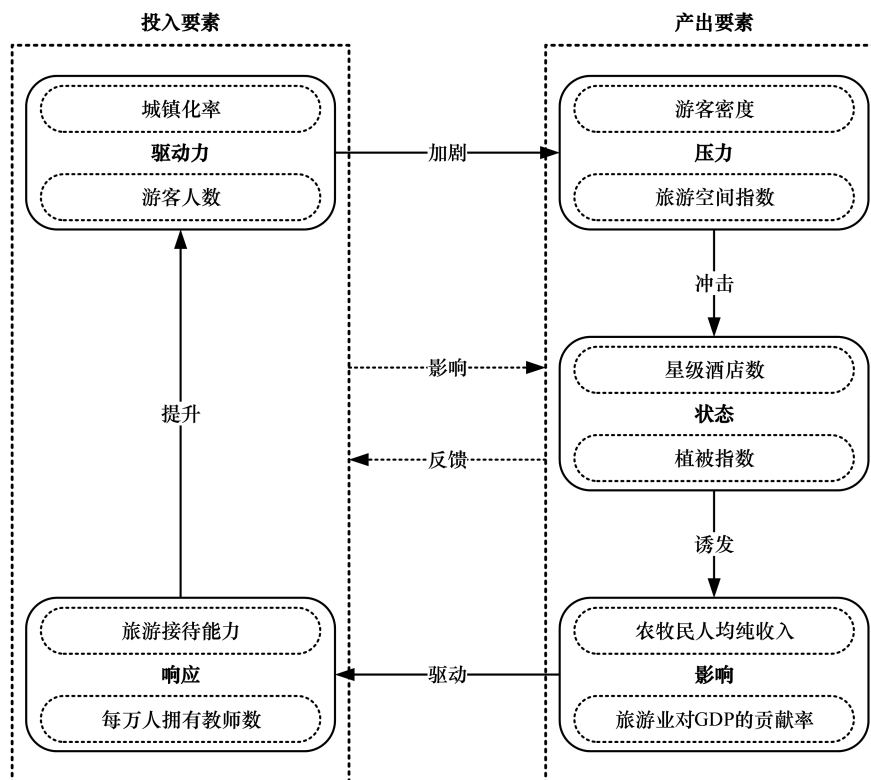 投入要素
产出要素
城镇化率
驱动力
游客人数
加剧
游客密度
压力
旅游空间指数
冲击
影响
反馈
提升
星级酒店数
状态
植被指数
诱发
旅游接待能力
响应
每万人拥有教师数
驱动
农牧民人均纯收入
影响
旅游业对GDP的贡献率